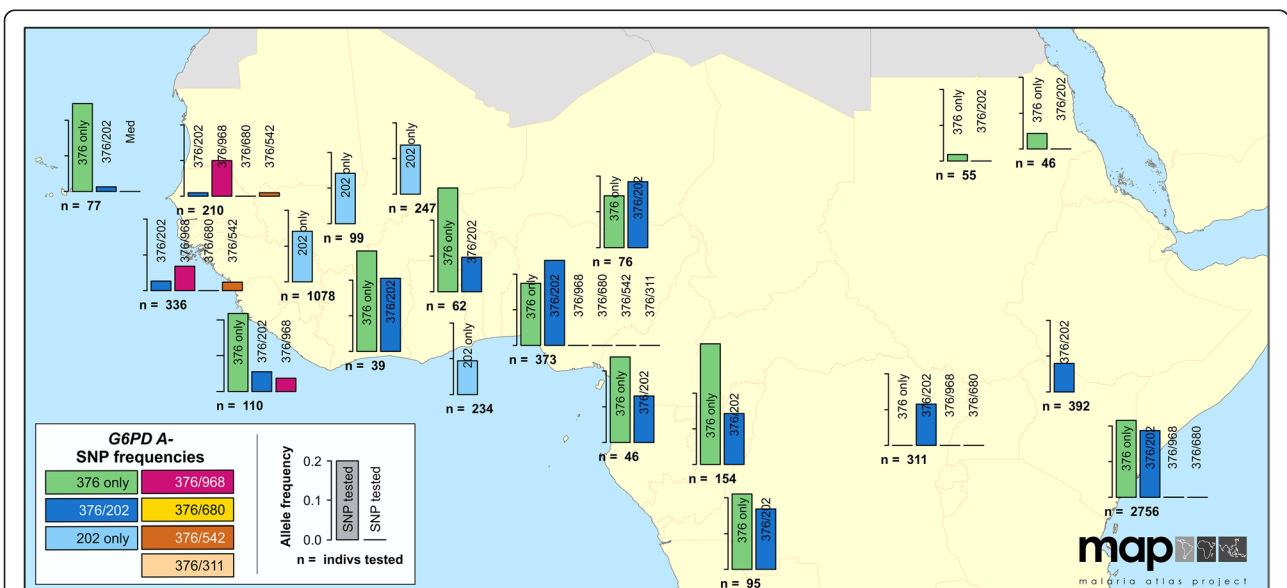 376 only
376/202
Med
n = 77
376/202
376/968
376/680
376/542
n = 210
202 only
n = 99
202 only
n = 247
376/202
376/968
376/680
376/542
n = 336
202 only
n = 1078
376 only
376/202
n = 62
376 only
376/202
n = 76
376 only
376/202
n = 55
376 only
376/202
n = 46
376 only
376/202
376/968
n = 110
376 only
376/202
n = 39
202 only
n = 234
376 only
376/202
376/968
376/680
376/542
376/311
n = 373
376 only
376/202
n = 46
376 only
376/202
n = 154
376 only
376/202
n = 95
376 only
376/202
376/968
376/680
n = 311
376/202
n = 392
376 only
376/202
376/968
376/680
n = 2756
G6PD A-
SNP frequencies
376 only
376/968
376/202
376/680
202 only
376/542
376/311
Allele frequency
0.2
0.1
0.0
SNP tested
SNP tested
n = indivs tested
map
malaria atlas project